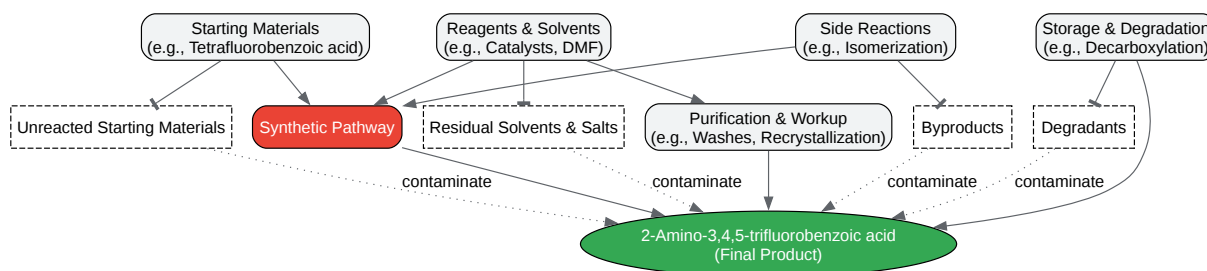 Starting Materials
(e.g., Tetrafluorobenzoic acid)
Reagents & Solvents
(e.g., Catalysts, DMF)
Side Reactions
(e.g., Isomerization)
Storage & Degradation
(e.g., Decarboxylation)
Unreacted Starting Materials
Synthetic Pathway
Residual Solvents & Salts
Purification & Workup
(e.g., Washes, Recrystallization)
Byproducts
Degradants
contaminate
contaminate
contaminate
contaminate
2-Amino-3,4,5-trifluorobenzoic acid
(Final Product)